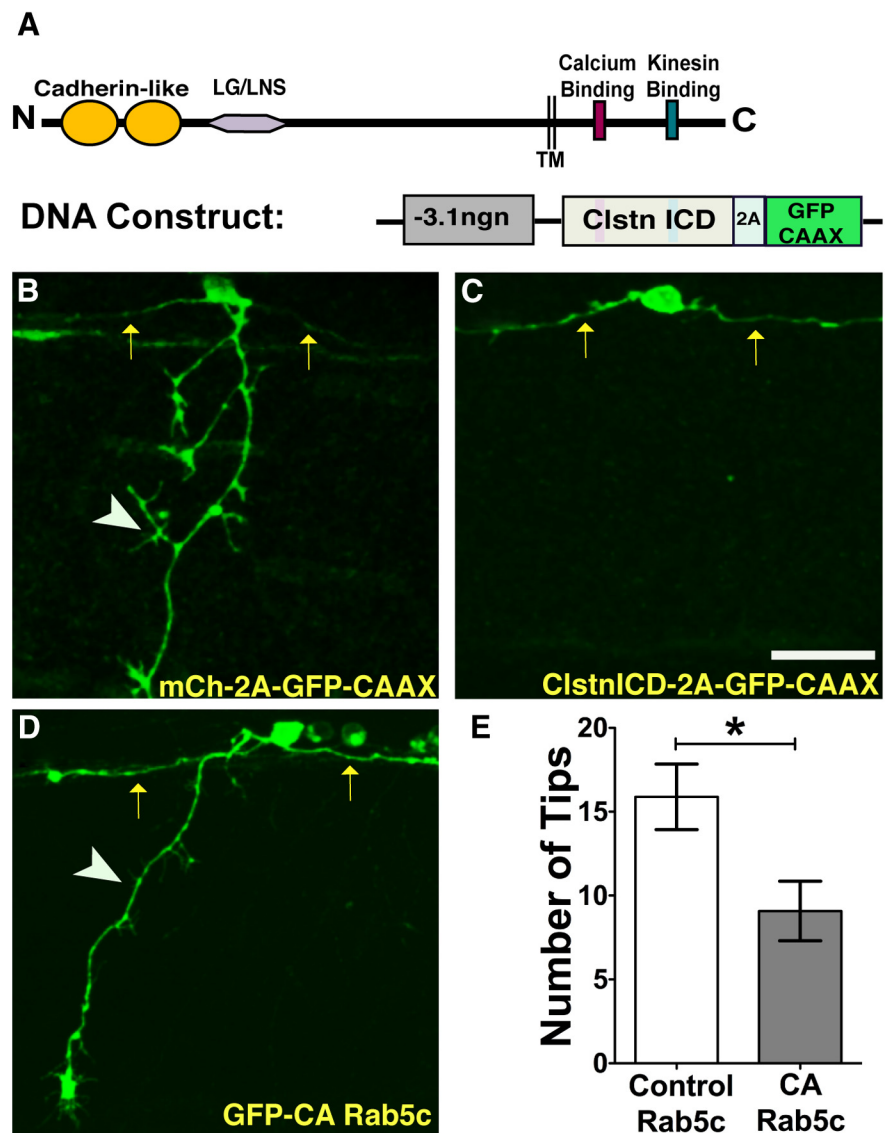 A
Cadherin-like
LG/LNS
Calcium
Binding
Kinesin
Binding
N
C
TM
DNA Construct:
-3.1ngn
Clstn ICD
2A
GFP
CAAX
B
mCh-2A-GFP-CAAX
C
ClstnICD-2A-GFP-CAAX
D
GFP-CA Rab5c
E
Number of Tips
20
15
10
5
0
*
Control
Rab5c
CA
Rab5c